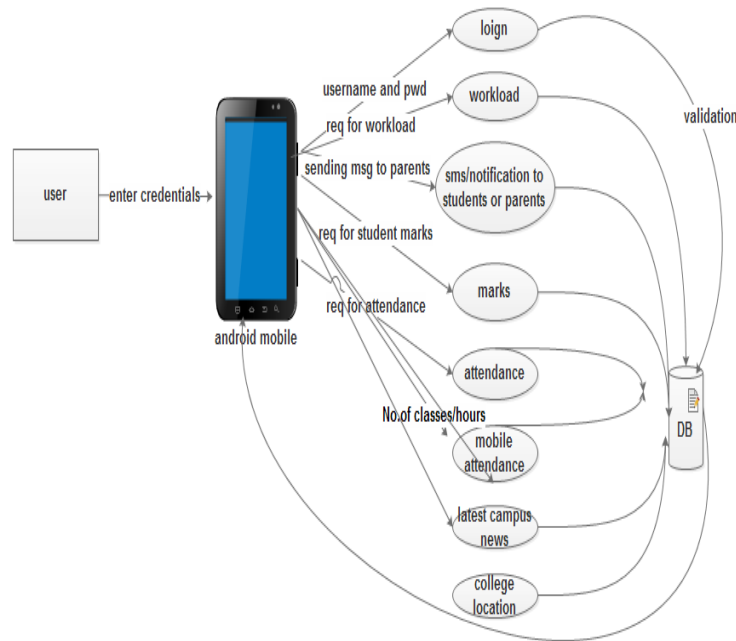 loign
username and pwd
workload
req for workload
validation
sending msg to parents
sms/notification to
students or parents
user
enter credentials
req for student marks
marks
req for attendance
android mobile
attendance
No.of classes/hours
DB
mobile
attendance
latest campus
news
college
location